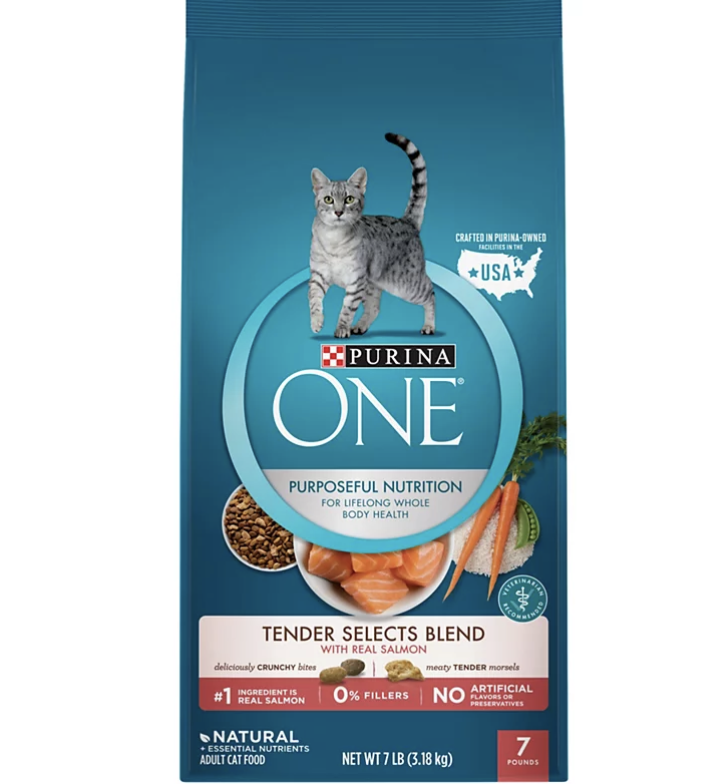 CRAFTED IN PURINA-OWNED
FACILITIES IN THE
USA
PURINA
ONE®
PURPOSEFUL NUTRITION
FOR LIFELONG WHOLE
BODY HEALTH
VETERINARIAN
RECOMMENDED
TENDER SELECTS BLEND
WITH REAL SALMON
deliciously CRUNCHY bites
meaty TENDER morsels
#1 INGREDIENT IS
REAL SALMON
0% FILLERS
NO ARTIFICIAL
FLAVORS OR
PRESERVATIVES
NATURAL
+ ESSENTIAL NUTRIENTS
ADULT CAT FOOD
NET WT 7 LB (3.18 kg)
7
POUNDS